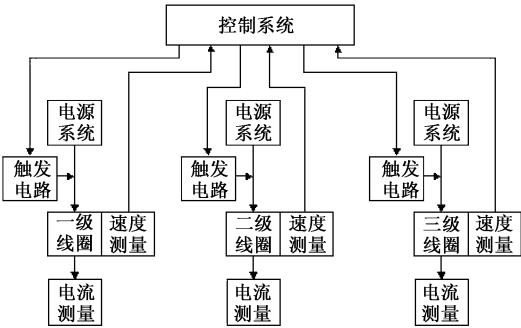 控制系统
电源
系统
电源
系统
电源
系统
触发
电路
触发
电路
触发
电路
一级
线圈
速度
测量
二级
线圈
速度
测量
三级
线圈
速度
测量
电流
测量
电流
测量
电流
测量